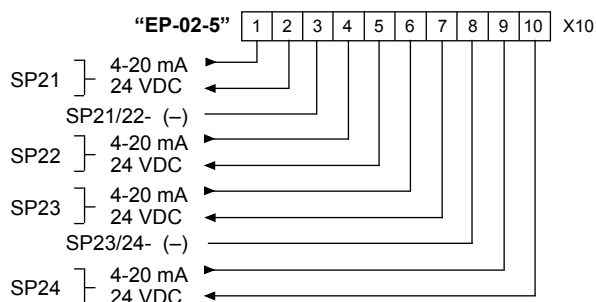 “EP-02-5” 1 2 3 4 5 6 7 8 9 10 X10
SP21 4-20 mA
24 VDC
SP21/22- (–)
SP22 4-20 mA
24 VDC
SP23 4-20 mA
24 VDC
SP23/24- (–)
SP24 4-20 mA
24 VDC